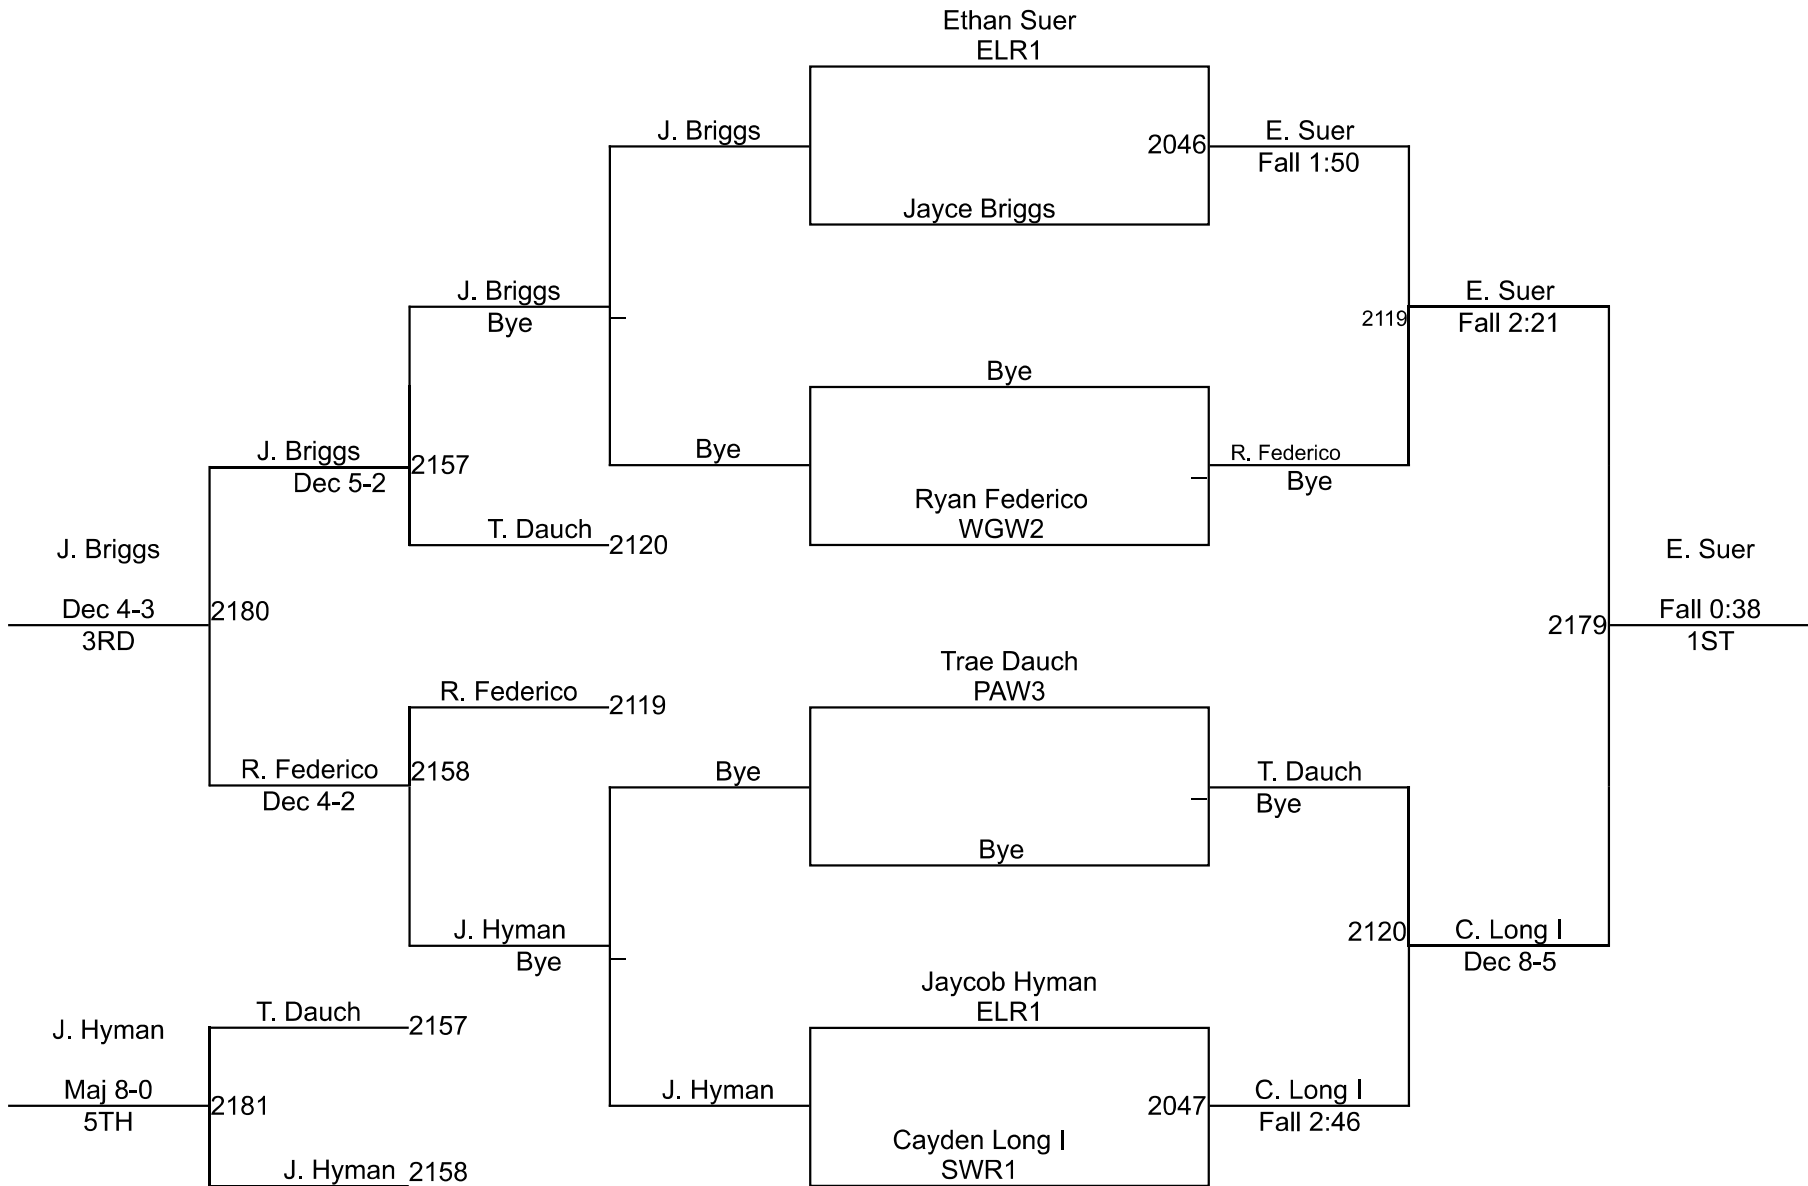 Ethan Suer
ELR1
J. Briggs
2046
E. Suer
Fall 1:50
Jayce Briggs
J. Briggs
Bye
2119
E. Suer
Fall 2:21
Bye
J. Briggs
Dec 5-2
2157
Bye
R. Federico
Bye
Ryan Federico
WGW2
T. Dauch
2120
J. Briggs
Dec 4-3
3RD
2180
E. Suer
Fall 0:38
1ST
2179
Trae Dauch
PAW3
R. Federico
2119
R. Federico
Dec 4-2
2158
Bye
T. Dauch
Bye
Bye
J. Hyman
Bye
2120
C. Long I
Dec 8-5
Jaycob Hyman
ELR1
T. Dauch
2157
J. Hyman
Maj 8-0
5TH
2181
J. Hyman
2047
C. Long I
Fall 2:46
Cayden Long I
SWR1
J. Hyman
2158